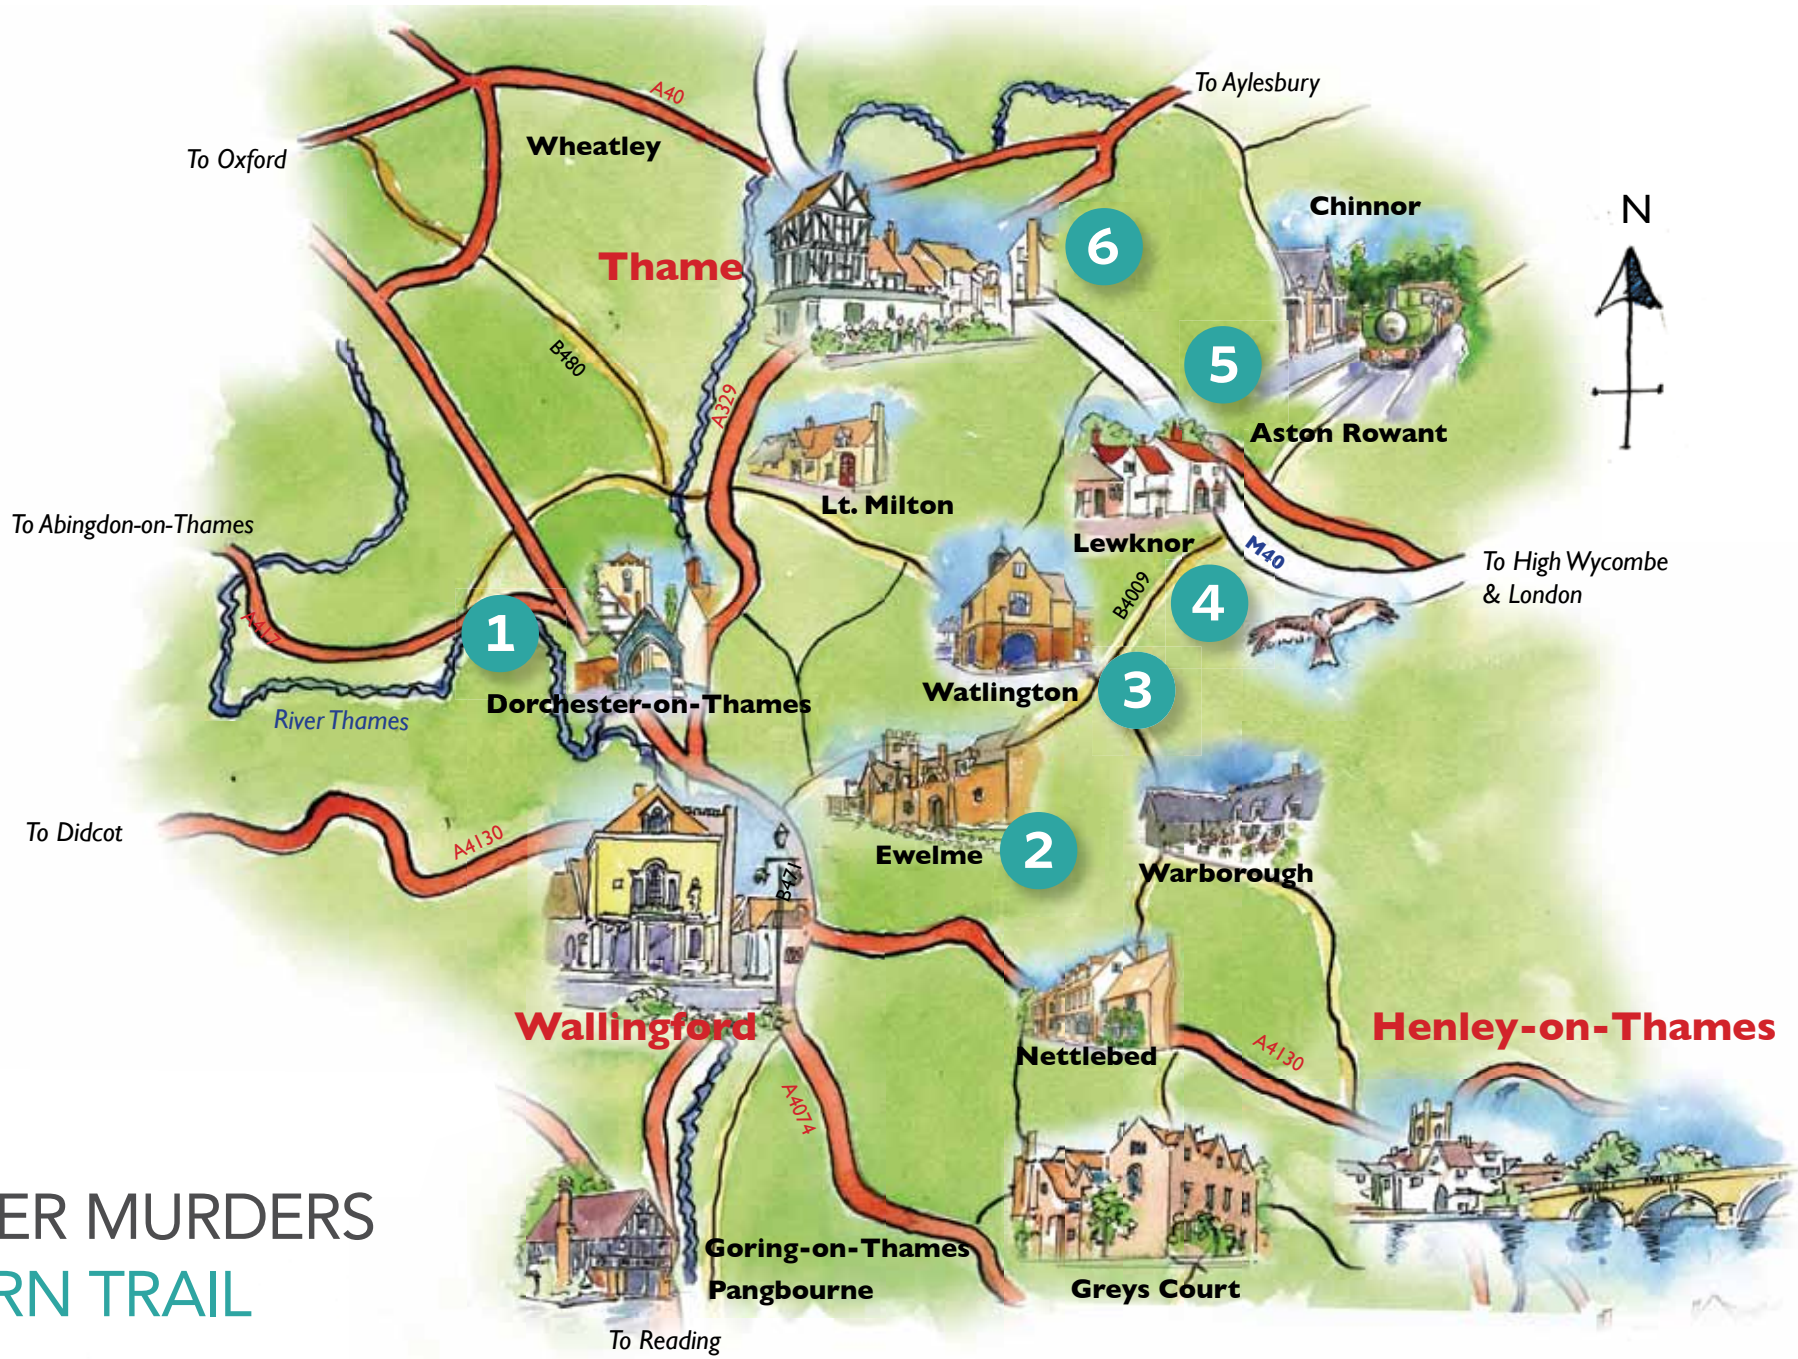 To Aylesbury
A40
Wheatley
To Oxford
Chinnor
N
6
Thame
5
B480
A329
Aston Rowant
Lt. Milton
To Abingdon-on-Thames
Lewknor
M40
To High Wycombe
& London
B4009
4
A417
1
Watlington
3
Dorchester-on-Thames
River Thames
To Didcot
A4130
Ewelme
2
B471
Warborough
Wallingford
Henley-on-Thames
Nettlebed
A4130
A4074
ER MURDERS
RN TRAIL
Goring-on-Thames
Pangbourne
Greys Court
To Reading